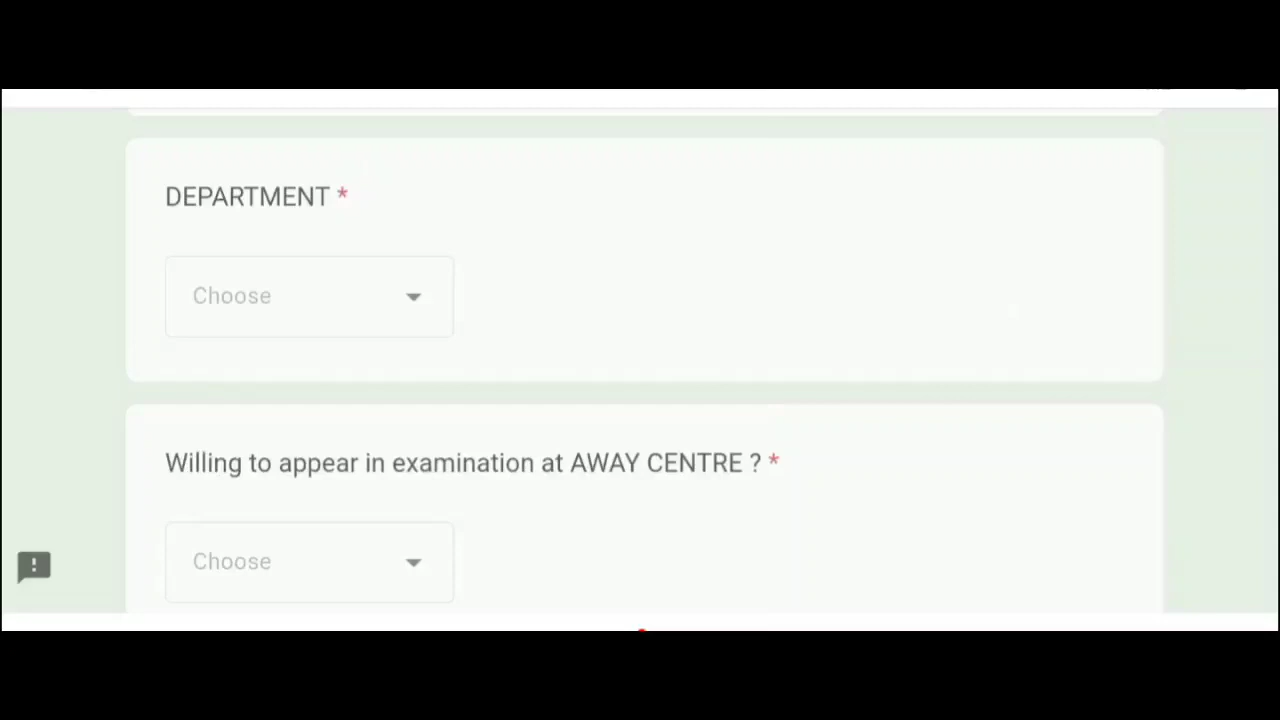 DEPARTMENT *
Choose
Willing to appear in examination at AWAY CENTRE ? *
Choose